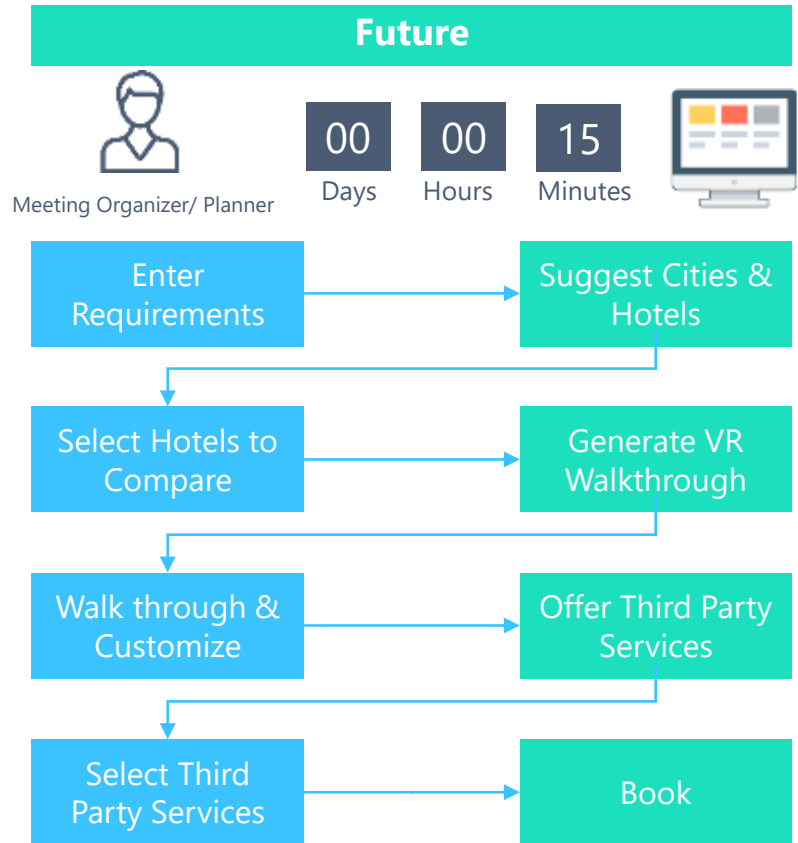 Future
00
00
15
Days
Hours
Minutes
Meeting Organizer/ Planner
Enter
Requirements
Suggest Cities &
Hotels
Select Hotels to
Compare
Generate VR
Walkthrough
Walk through &
Customize
Offer Third Party
Services
Select Third
Party Services
Book